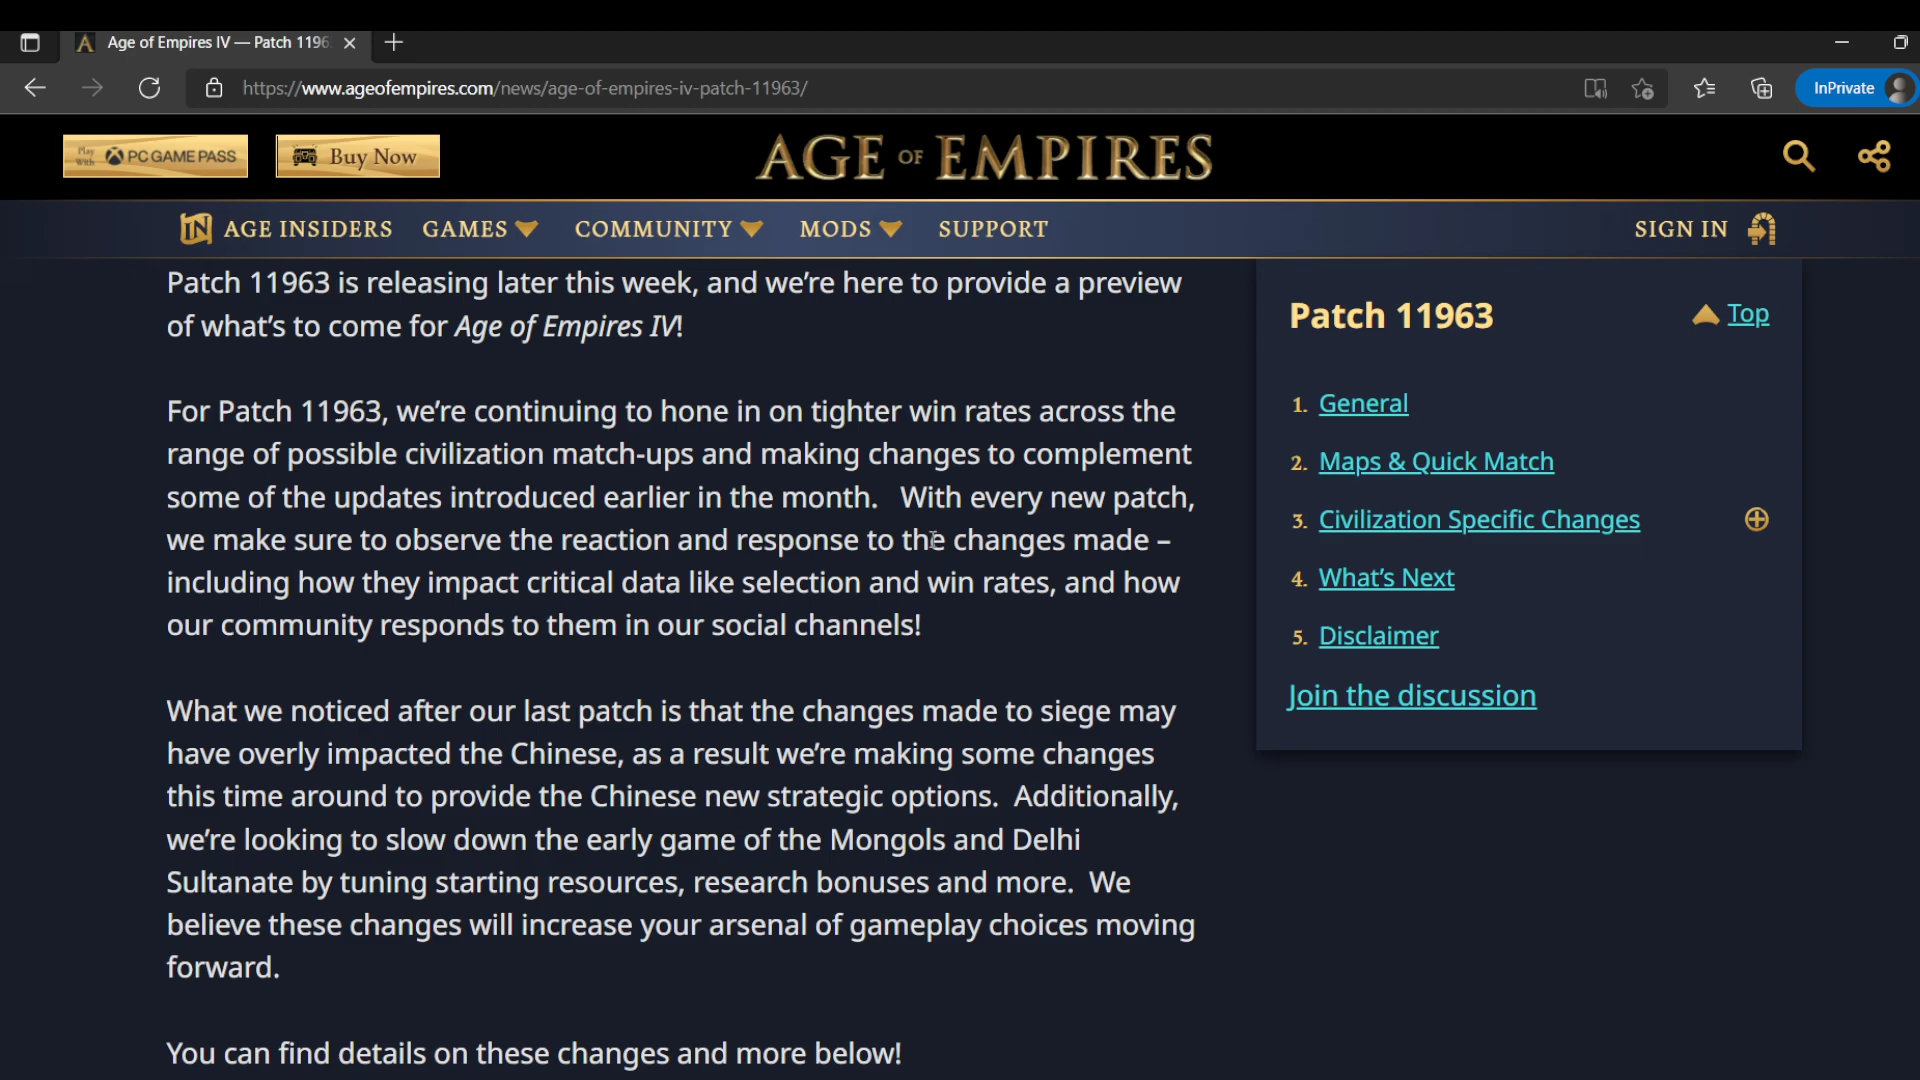 Age of Empires IV — Patch 1196
https://www.ageofempires.com/news/age-of-empires-iv-patch-11963/
InPrivate
Play With PC GAME PASS
Buy Now
AGE OF EMPIRES
IN AGE INSIDERS GAMES COMMUNITY MODS SUPPORT SIGN IN
Patch 11963 is releasing later this week, and we’re here to provide a preview
of what’s to come for Age of Empires IV!
For Patch 11963, we’re continuing to hone in on tighter win rates across the
range of possible civilization match-ups and making changes to complement
some of the updates introduced earlier in the month. With every new patch,
we make sure to observe the reaction and response to the changes made –
including how they impact critical data like selection and win rates, and how
our community responds to them in our social channels!
What we noticed after our last patch is that the changes made to siege may
have overly impacted the Chinese, as a result we’re making some changes
this time around to provide the Chinese new strategic options. Additionally,
we’re looking to slow down the early game of the Mongols and Delhi
Sultanate by tuning starting resources, research bonuses and more. We
believe these changes will increase your arsenal of gameplay choices moving
forward.
You can find details on these changes and more below!
Patch 11963
Top
1. General
2. Maps & Quick Match
3. Civilization Specific Changes
4. What’s Next
5. Disclaimer
Join the discussion